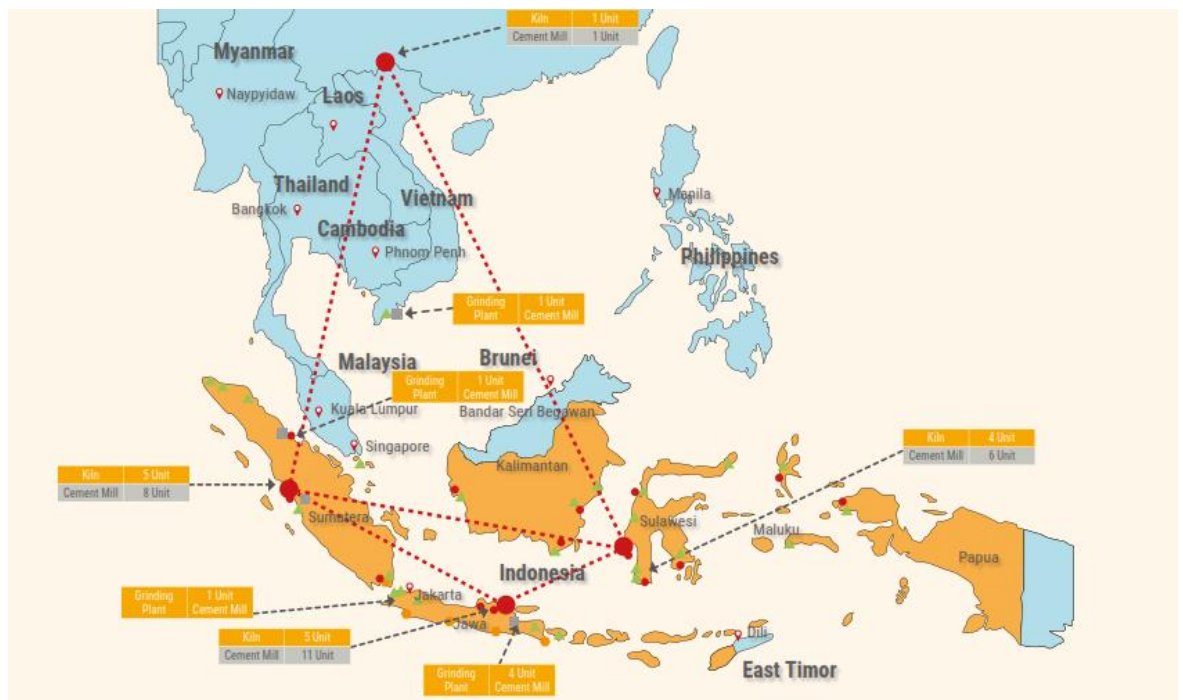 Kiln 1 Unit
Cement Mill 1 Unit
Myanmar
Naypyidaw
Laos
Thailand
Bangkok
Vietnam
Cambodia
Phnom Penh
Manila
Philippines
Grinding Plant 1 Unit Cement Mill
Malaysia
Brunei
Grinding Plant 1 Unit Cement Mill
Kuala Lumpur
Bandar Seri Begawan
Singapore
Kiln 4 Unit
Cement Mill 6 Unit
Kalimantan
Kiln 5 Unit
Cement Mill 8 Unit
Sumatera
Sulawesi
Maluku
Papua
Indonesia
Jakarta
Grinding Plant 1 Unit Cement Mill
Jawa
Kiln 5 Unit
Cement Mill 11 Unit
Dili
East Timor
Grinding Plant 4 Unit Cement Mill